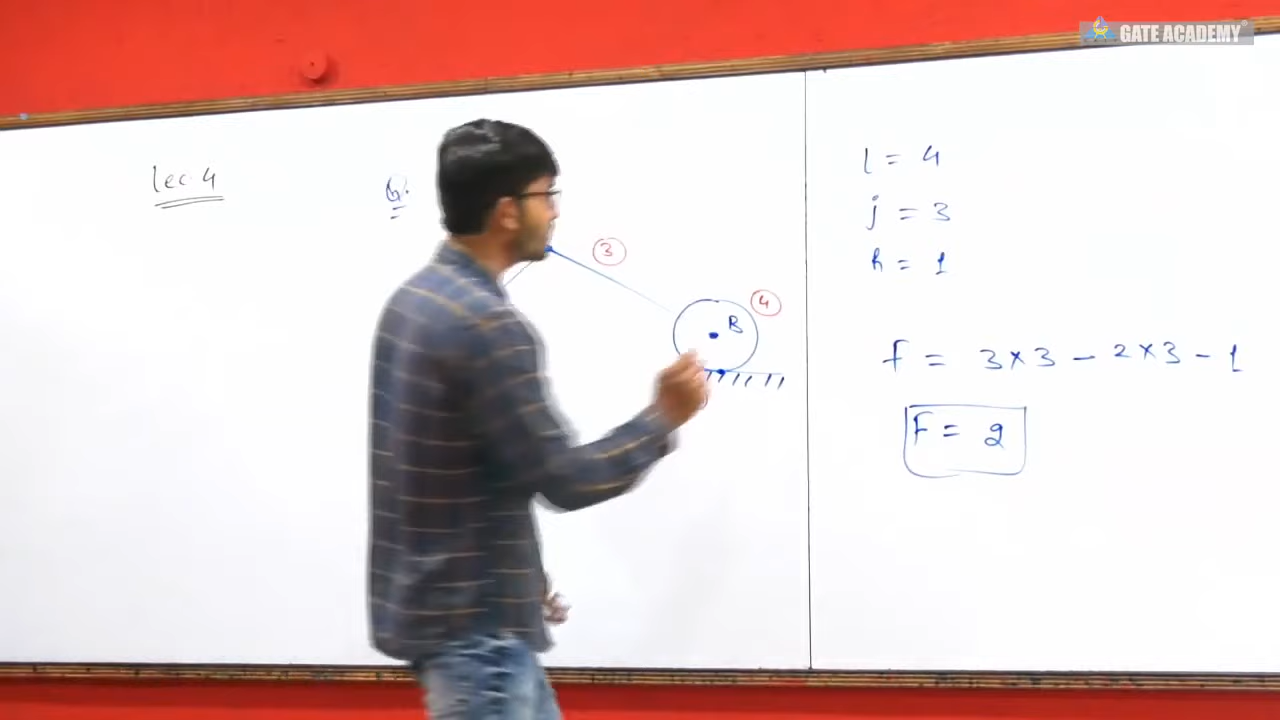 GATE ACADEMY
Lec. 4
Q.
3
4
B
l = 4
j = 3
h = 1
F = 3×3 – 2×3 – 1
F = 2